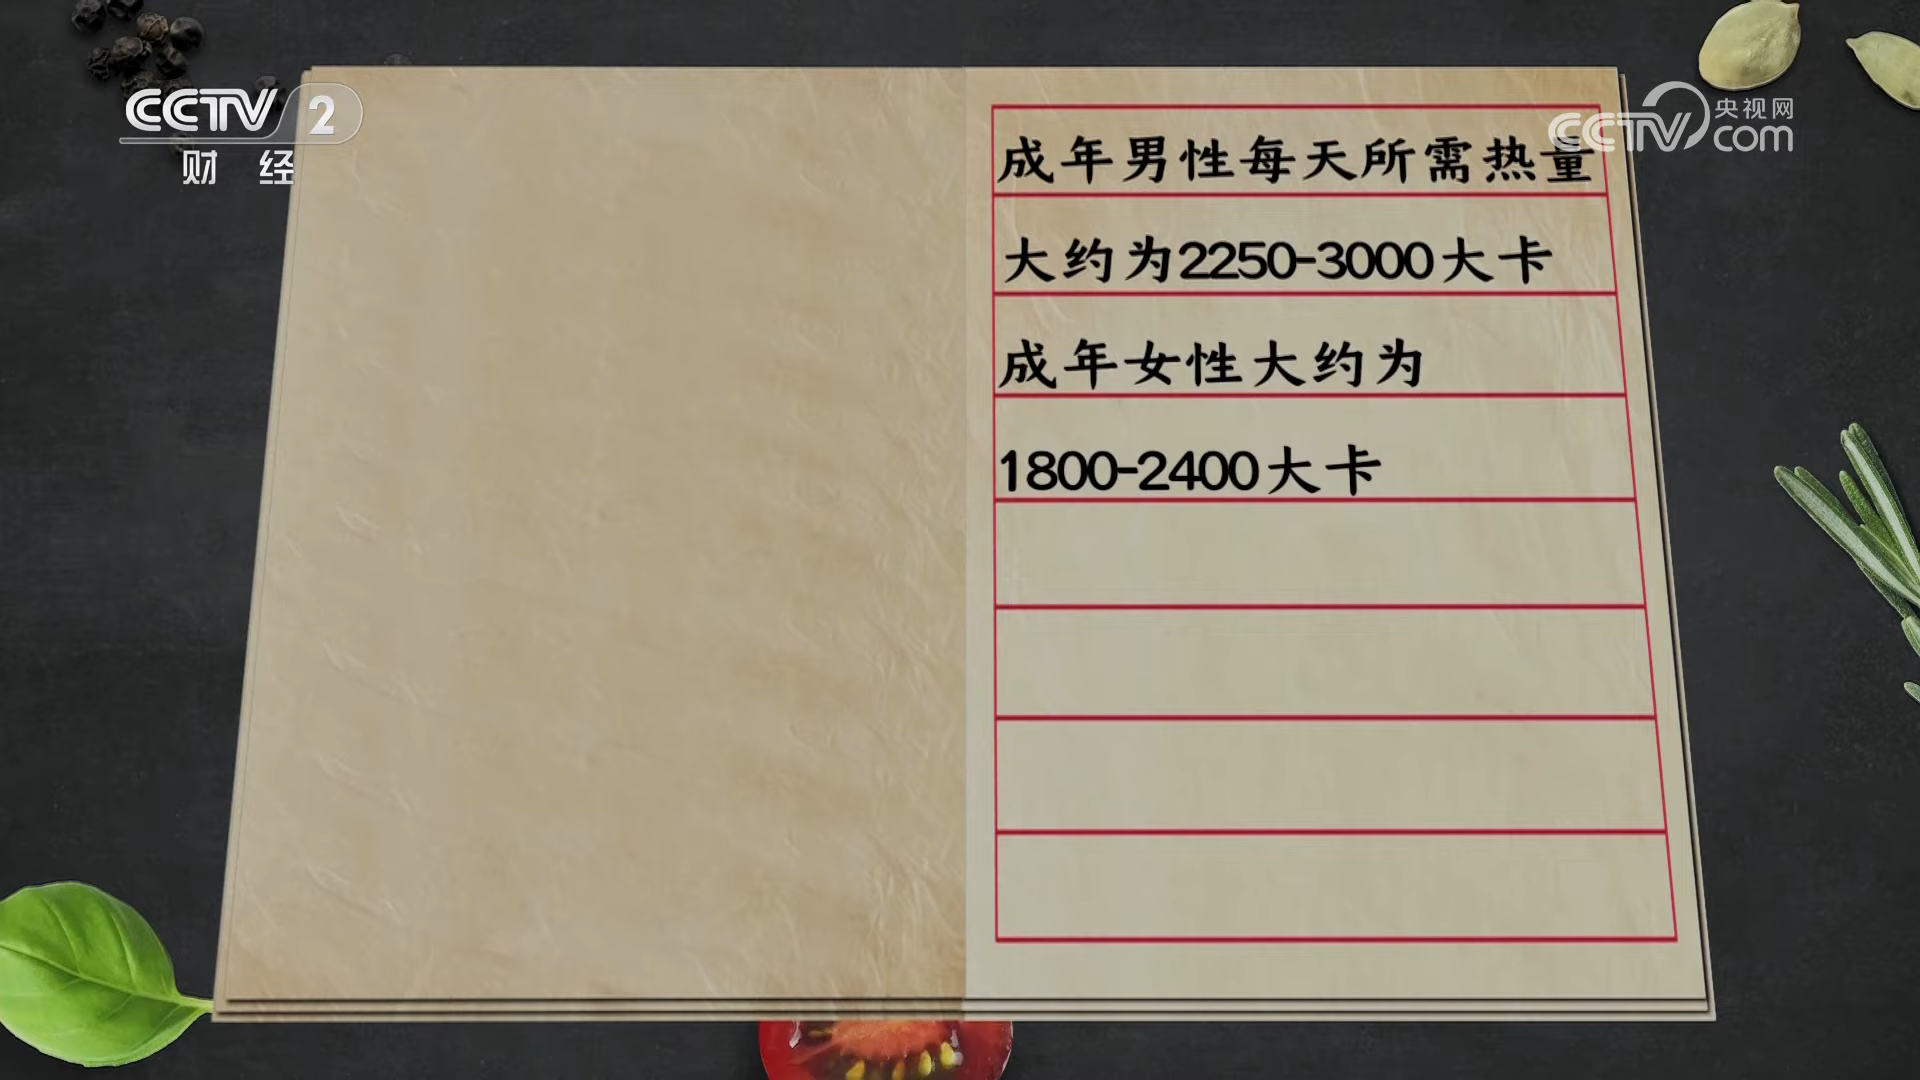 CCTV 2
财经
央视网
CCTV.com
成年男性每天所需热量
大约为2250-3000大卡
成年女性大约为
1800-2400大卡